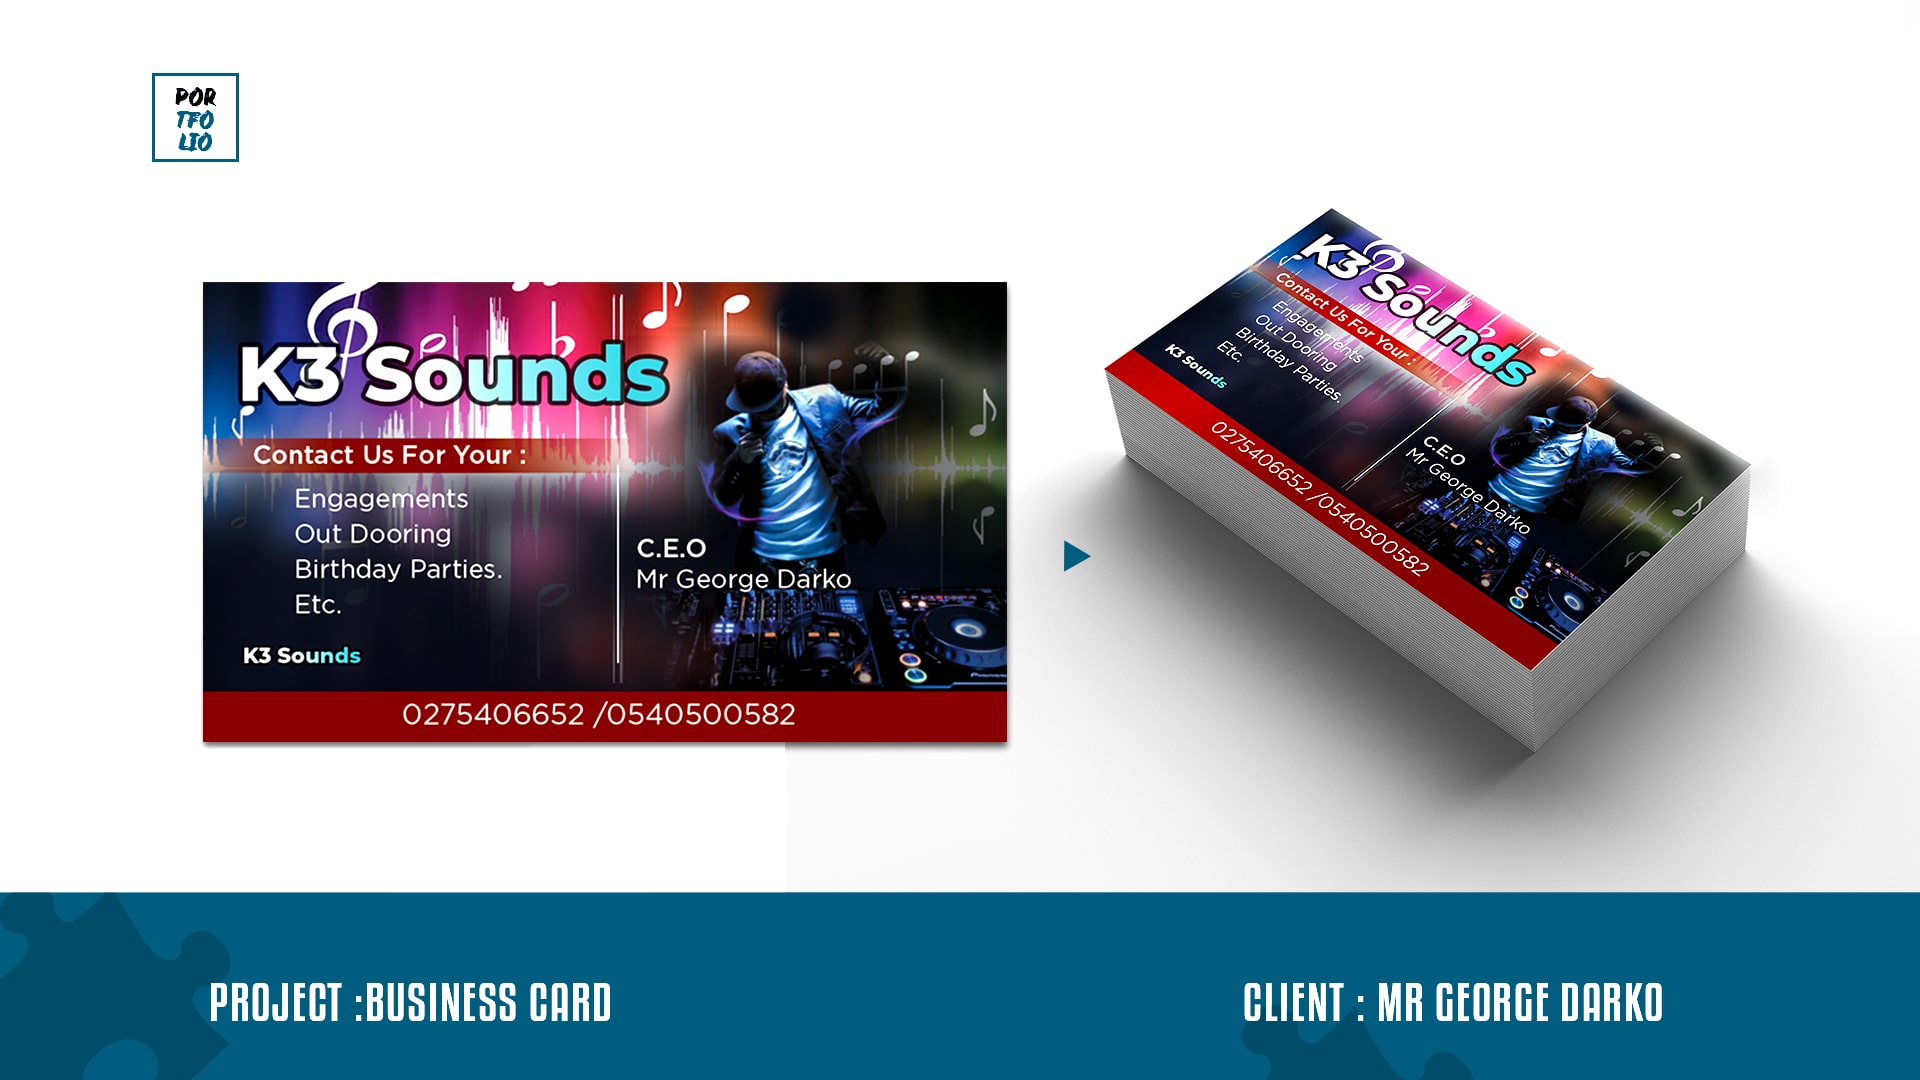 POR
TFO
LIO
K3 Sounds
Contact Us For Your :
Engagements
Out Dooring
Birthday Parties.
Etc.
C.E.O
Mr George Darko
K3 Sounds
Pioneer
0275406652 /0540500582
K3 Sounds
Contact Us For Your :
Engagements
Out Dooring
Birthday Parties.
Etc.
K3 Sounds
C.E.O
Mr George Darko
0275406652 /0540500582
PROJECT :BUSINESS CARD
CLIENT : MR GEORGE DARKO